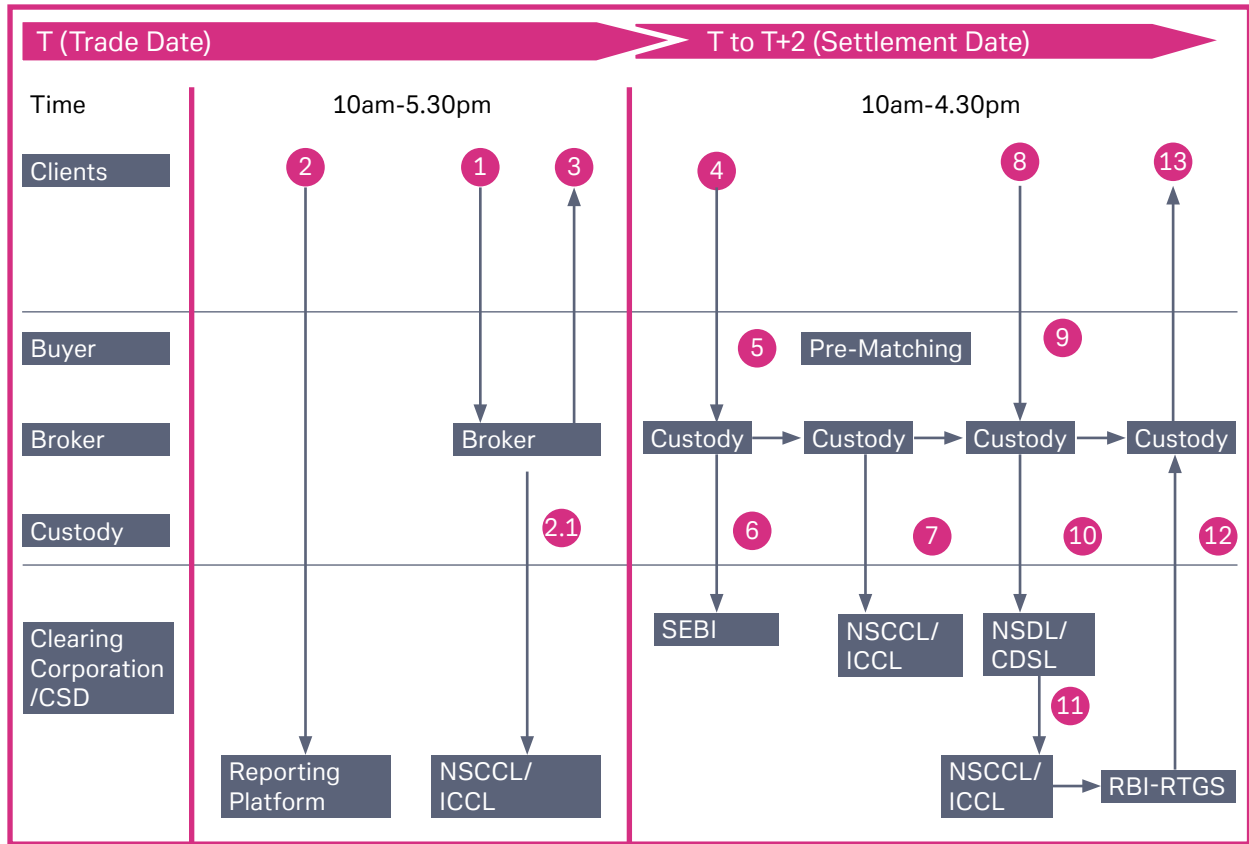 T (Trade Date)
T to T+2 (Settlement Date)
Time
10am-5.30pm
10am-4.30pm
Clients
2
1
3
4
8
13
Buyer
5
Pre-Matching
9
Broker
Broker
Custody
Custody
Custody
Custody
Custody
2.1
6
7
10
12
Clearing
Corporation
/CSD
SEBI
NSCCL/
ICCL
NSDL/
CDSL
11
Reporting
Platform
NSCCL/
ICCL
NSCCL/
ICCL
RBI-RTGS